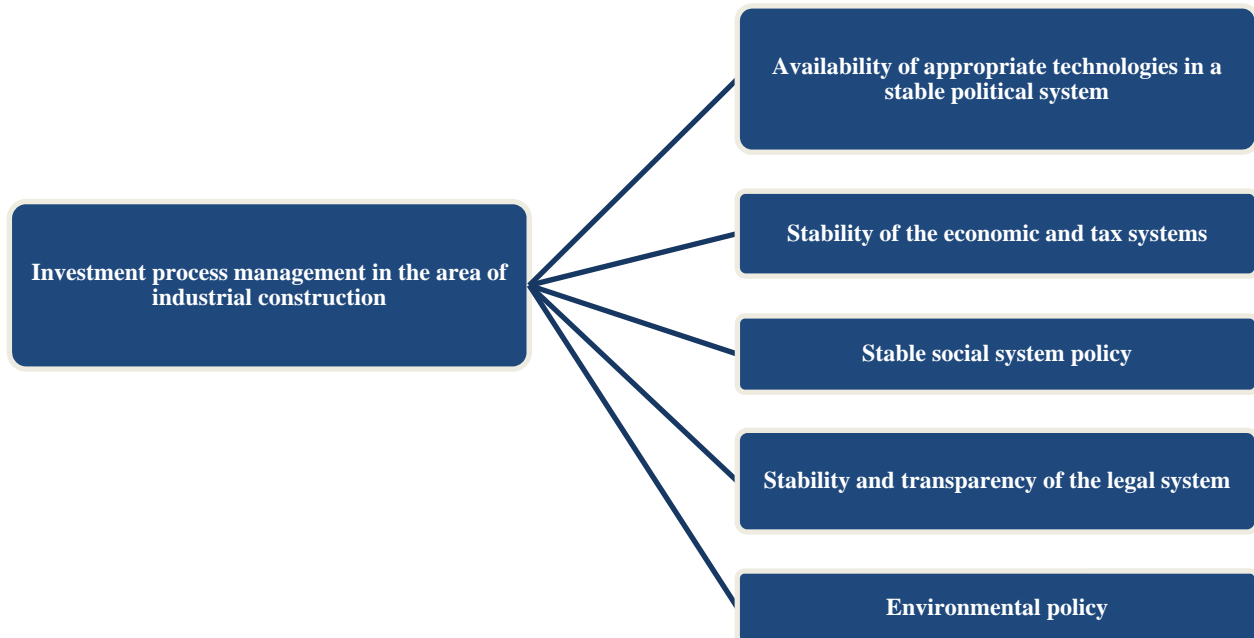 Availability of appropriate technologies in a
stable political system
Stability of the economic and tax systems
Investment process management in the area of
industrial construction
Stable social system policy
Stability and transparency of the legal system
Environmental policy